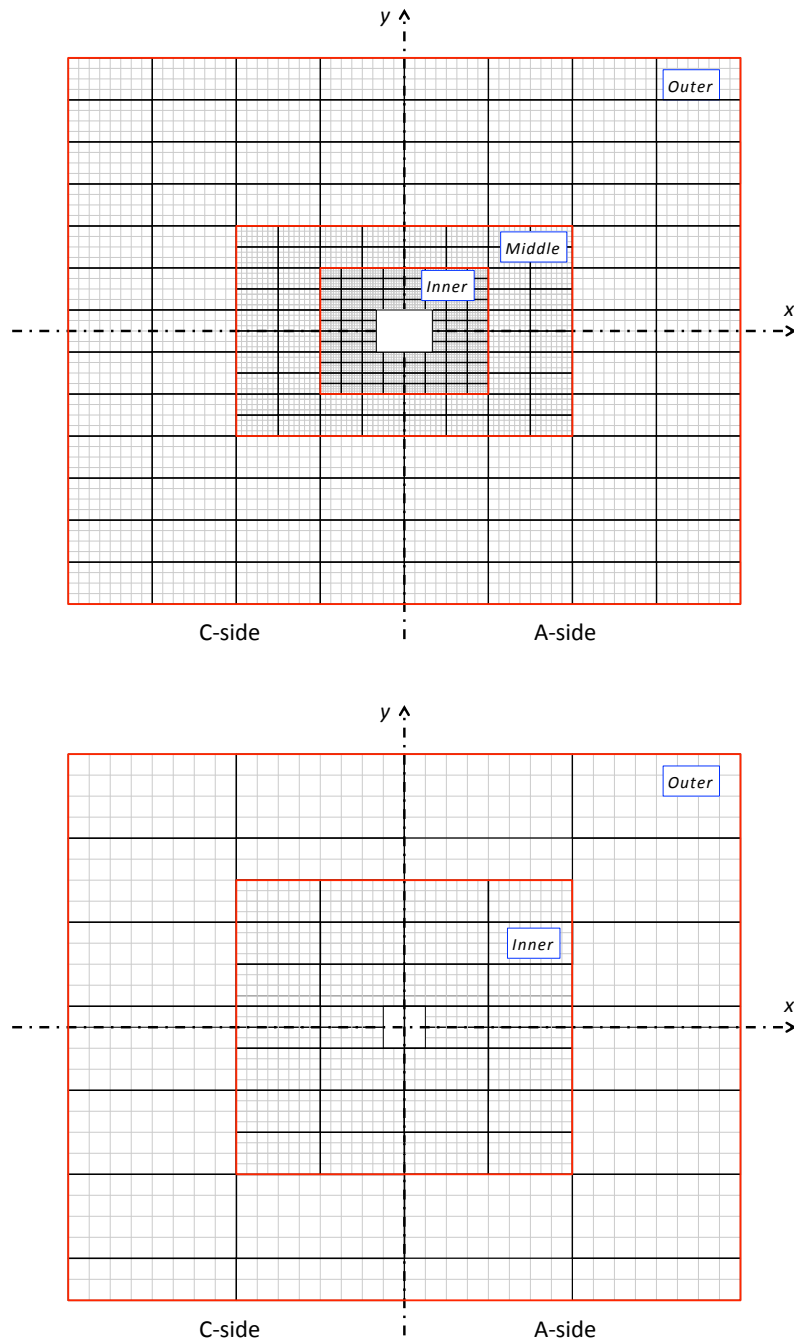 y
Outer
Middle
Inner
x
C-side A-side
y
Outer
Inner
x
C-side A-side